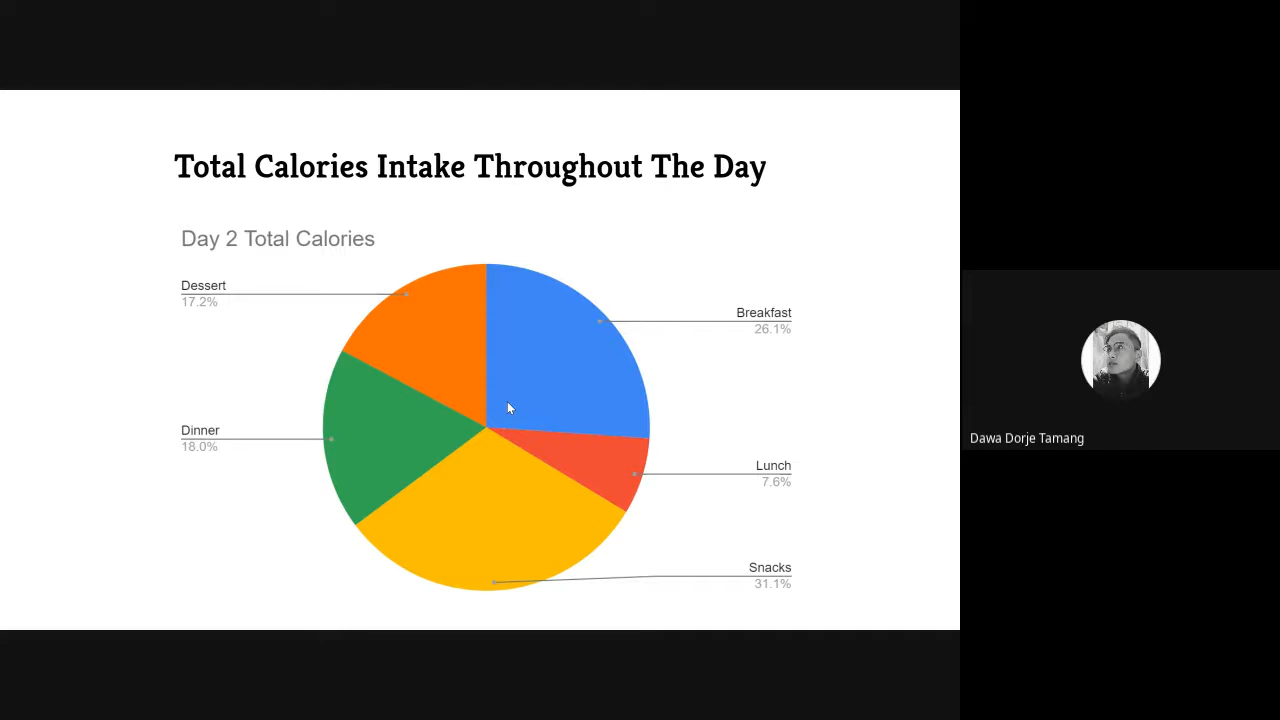 Total Calories Intake Throughout The Day
Day 2 Total Calories
Dessert
17.2%
Breakfast
26.1%
Dinner
18.0%
Lunch
7.6%
Snacks
31.1%
Dawa Dorje Tamang